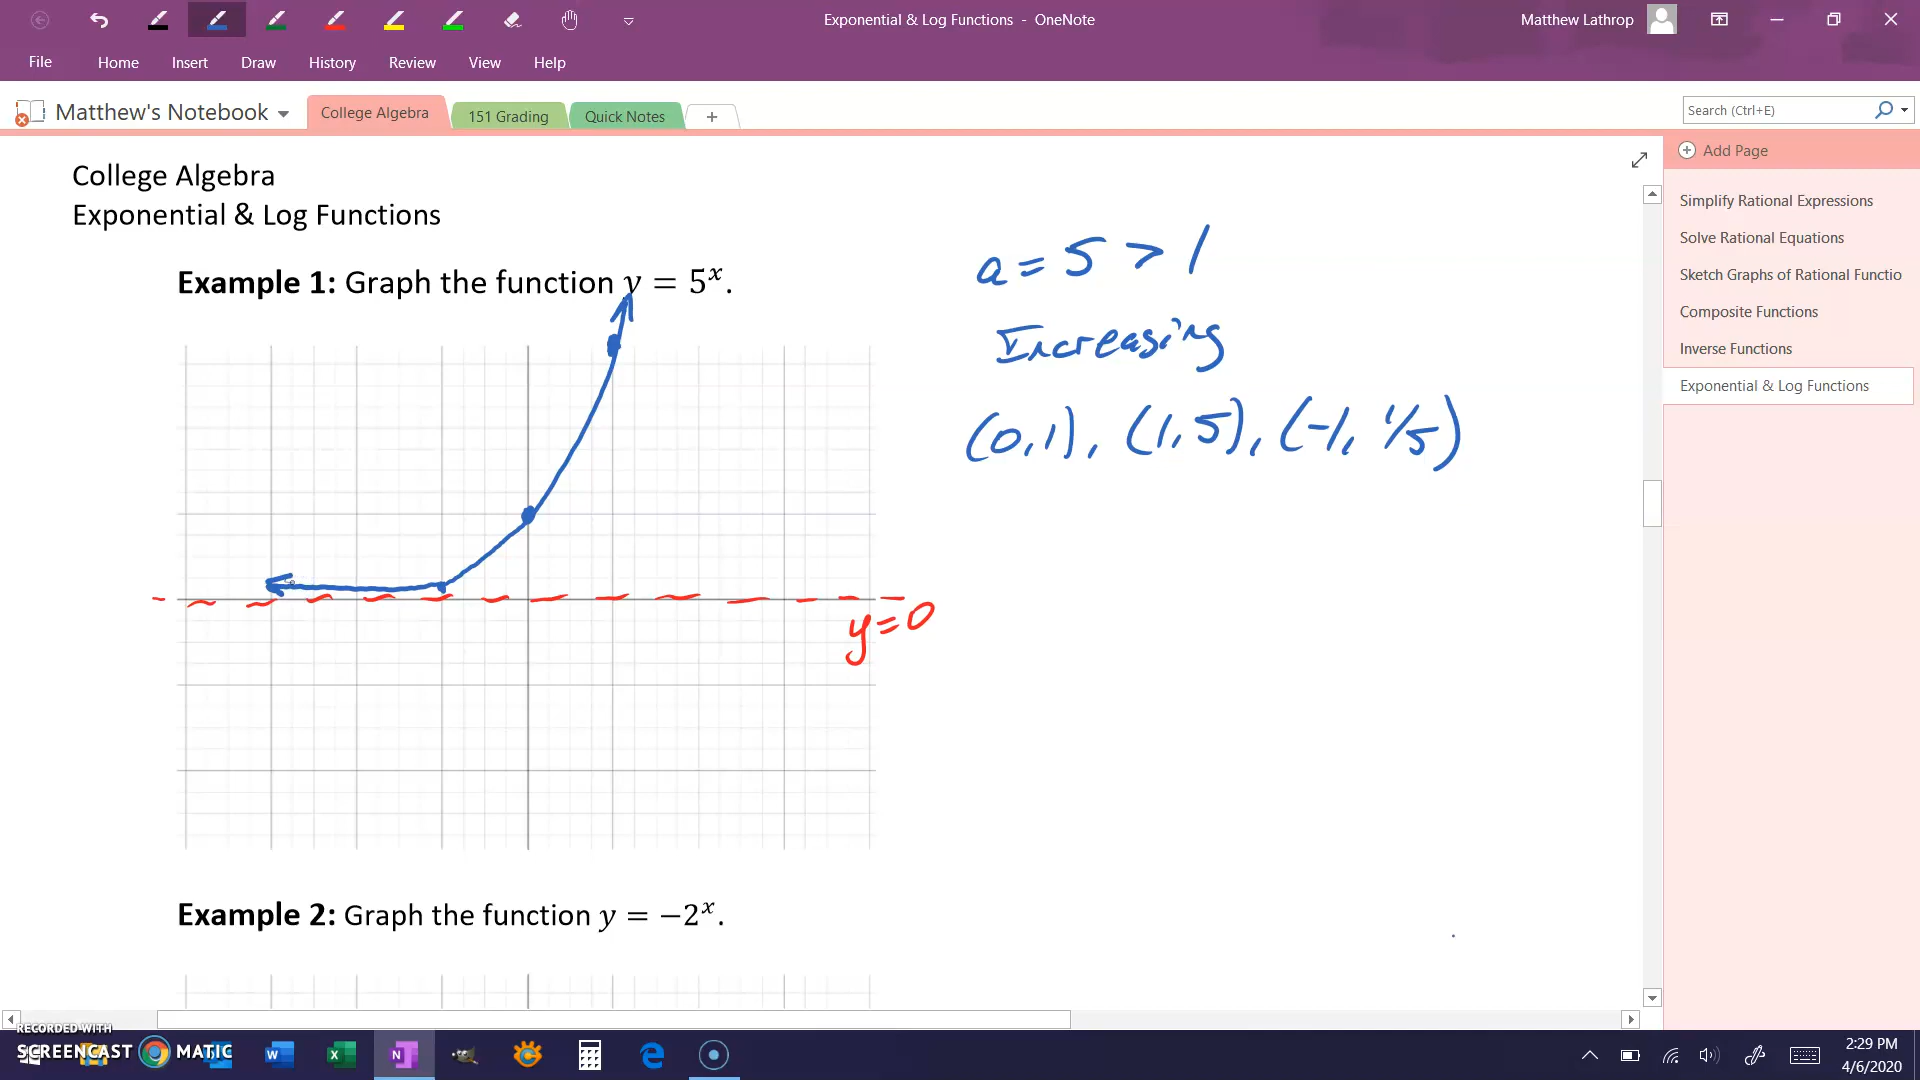 Exponential & Log Functions - OneNote
Matthew Lathrop
File Home Insert Draw History Review View Help
Matthew's Notebook
College Algebra
151 Grading
Quick Notes
+
Search (Ctrl+E)
Add Page
Simplify Rational Expressions
Solve Rational Equations
Sketch Graphs of Rational Functio
Composite Functions
Inverse Functions
Exponential & Log Functions
College Algebra
Exponential & Log Functions
Example 1: Graph the function y = 5ˣ.
a = 5 > 1
Increasing
(0,1), (1,5), (-1, 1/5)
y=0
Example 2: Graph the function y = −2ˣ.
RECORDED WITH
SCREENCAST MATIC
2:29 PM
4/6/2020